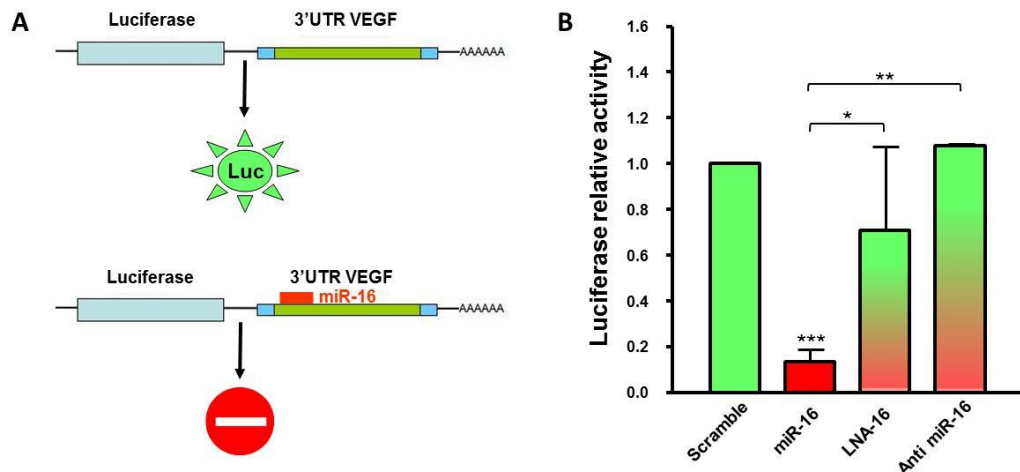 A
Luciferase 3'UTR VEGF
AAAAAA
Luc
Luciferase 3'UTR VEGF
miR-16
AAAAAA
B
Luciferase relative activity
1.6
1.4
1.2
1.0
0.8
0.6
0.4
0.2
0.0
**
*
***
Scramble
miR-16
LNA-16
Anti miR-16